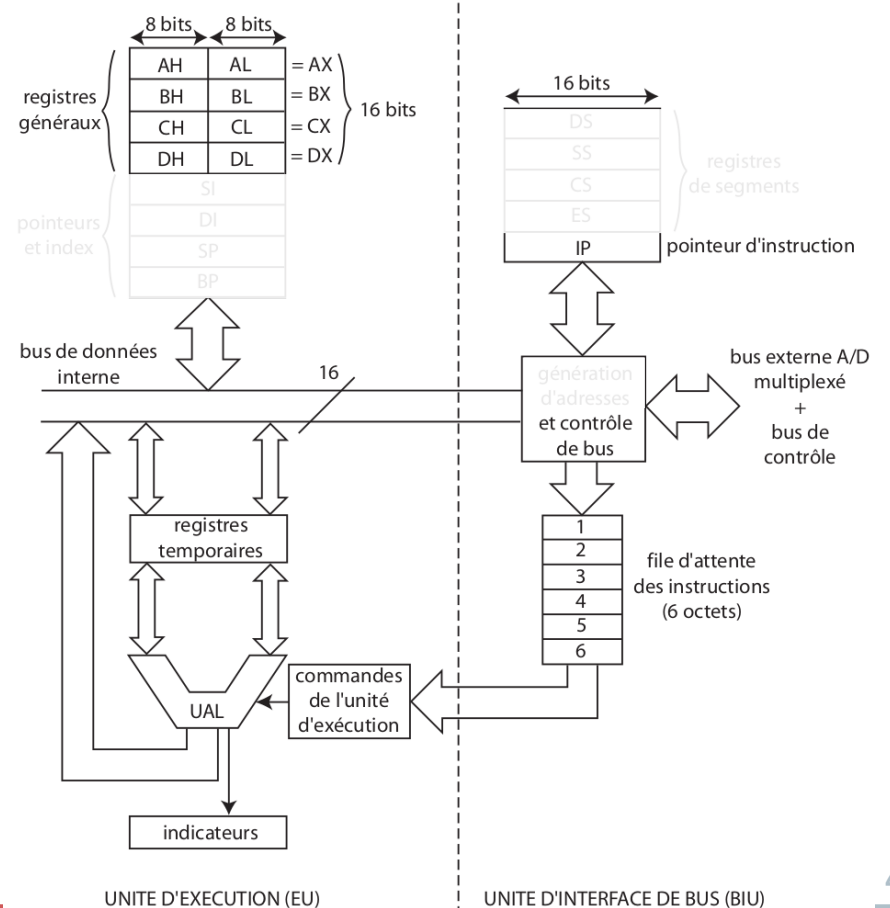 8 bits 8 bits
AH AL = AX
BH BL = BX
CH CL = CX
DH DL = DX
registres
généraux
16 bits
SI
DI
SP
BP
pointeurs
et index
16 bits
DS
SS
CS
ES
registres
de segments
IP pointeur d'instruction
bus de données
interne
16
génération
d'adresses
et contrôle
de bus
bus externe A/D
multiplexé
+
bus de
contrôle
registres
temporaires
1
2
3
4
5
6
file d'attente
des instructions
(6 octets)
UAL
commandes
de l'unité
d'exécution
indicateurs
UNITE D'EXECUTION (EU)
UNITE D'INTERFACE DE BUS (BIU)